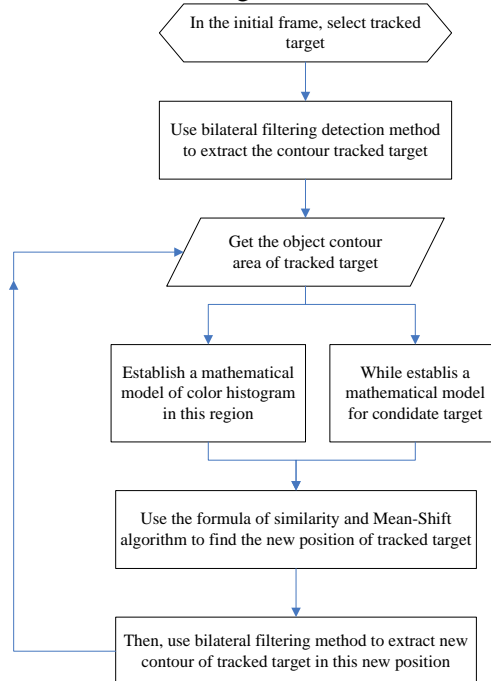 In the initial frame, select tracked
target
Use bilateral filtering detection method
to extract the contour tracked target
Get the object contour
area of tracked target
Establish a mathematical
model of color histogram
in this region
While establis a
mathematical model
for candidate target
Use the formula of similarity and Mean-Shift
algorithm to find the new position of tracked target
Then, use bilateral filtering method to extract new
contour of tracked target in this new position